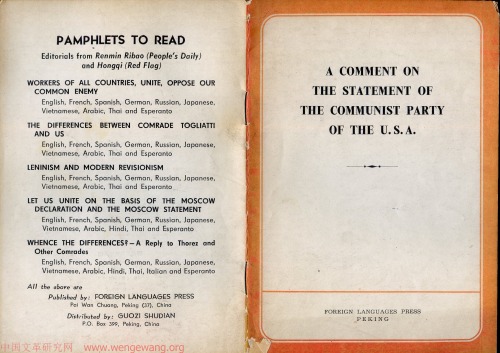 PAMPHLETS TO READ
Editorials from Renmin Ribao (People's Daily)
and Hongqi (Red Flag)
WORKERS OF ALL COUNTRIES, UNITE, OPPOSE OUR
COMMON ENEMY
English, French, Spanish, German, Russian, Japanese,
Vietnamese, Arabic, Thai and Esperanto
THE DIFFERENCES BETWEEN COMRADE TOGLIATTI
AND US
English, French, Spanish, German, Russian, Japanese,
Vietnamese, Arabic, Thai and Esperanto
LENINISM AND MODERN REVISIONISM
English, French, Spanish, German, Russian, Japanese,
Vietnamese, Arabic, Thai and Esperanto
LET US UNITE ON THE BASIS OF THE MOSCOW
DECLARATION AND THE MOSCOW STATEMENT
English, French, Spanish, German, Russian, Japanese,
Vietnamese, Arabic, Hindi, Thai and Esperanto
WHENCE THE DIFFERENCES? — A Reply to Thorez and
Other Comrades
English, French, Spanish, German, Russian, Japanese,
Vietnamese, Arabic, Hindi, Thai, Italian and Esperanto
All the above are
Published by: FOREIGN LANGUAGES PRESS
Pai Wan Chuang, Peking (37), China
Distributed by: GUOZI SHUDIAN
P.O. Box 399, Peking, China
中国文革研究网 www.wengewang.org
A COMMENT ON
THE STATEMENT OF
THE COMMUNIST PARTY
OF THE U.S.A.
FOREIGN LANGUAGES PRESS
PEKING